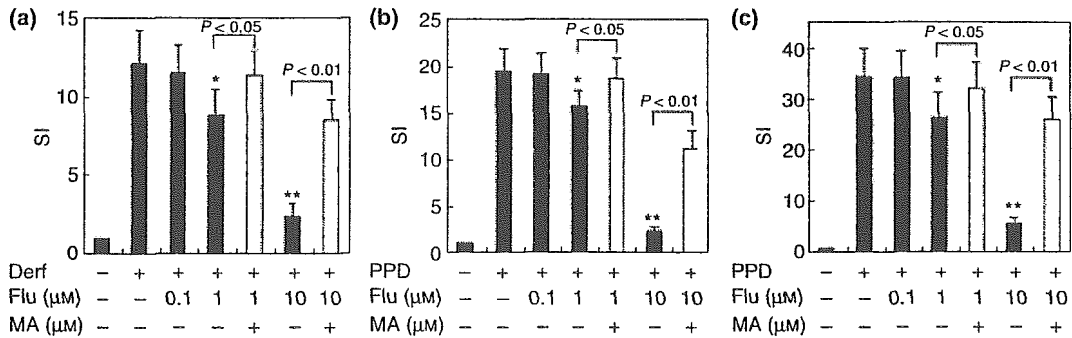 (a)
15
10
5
0
SI
P < 0.05
P < 0.01
*
**
Derf – + + + + + +
Flu (µM) – – 0.1 1 1 10 10
MA (µM) – – – – + – +
(b)
25
20
15
10
5
0
SI
P < 0.05
P < 0.01
*
**
PPD – + + + + + +
Flu (µM) – – 0.1 1 1 10 10
MA (µM) – – – – + – +
(c)
40
30
20
10
0
SI
P < 0.05
P < 0.01
*
**
PPD – + + + + + +
Flu (µM) – – 0.1 1 1 10 10
MA (µM) – – – – + – +